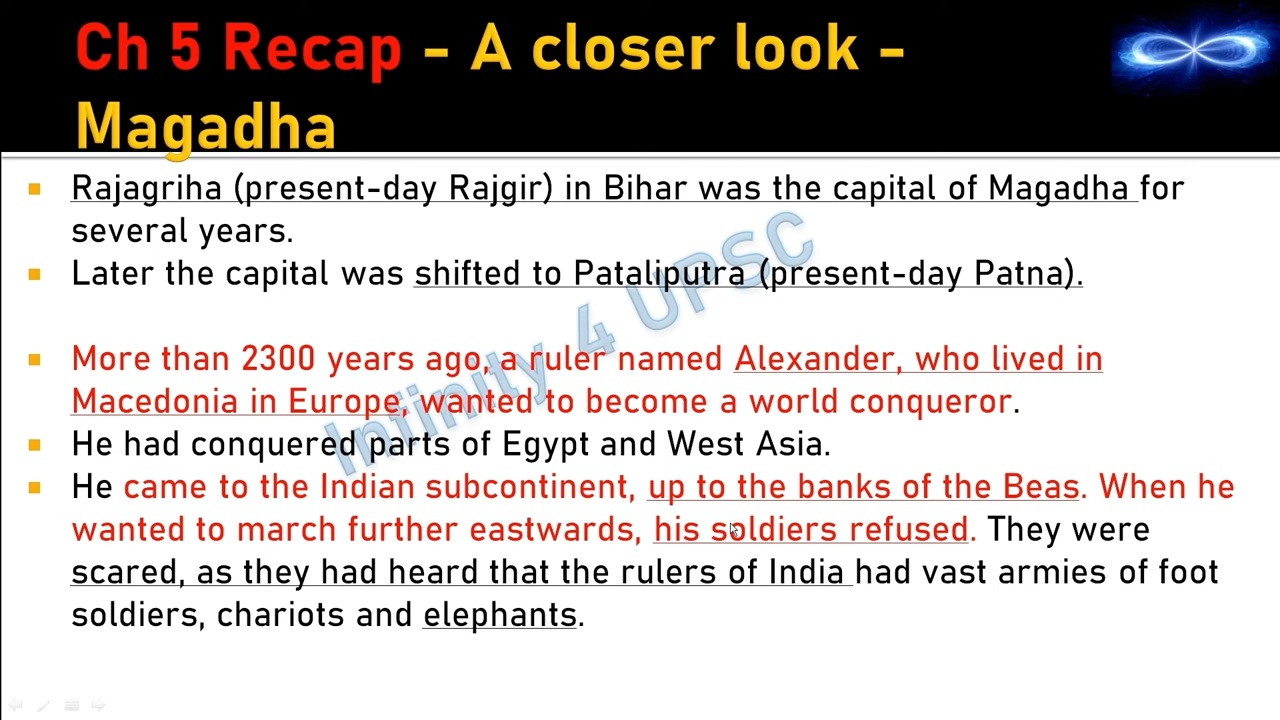 Ch 5 Recap – A closer look –
Magadha
Rajagriha (present-day Rajgir) in Bihar was the capital of Magadha for
several years.
Later the capital was shifted to Pataliputra (present-day Patna).
More than 2300 years ago, a ruler named Alexander, who lived in
Macedonia in Europe, wanted to become a world conqueror.
He had conquered parts of Egypt and West Asia.
He came to the Indian subcontinent, up to the banks of the Beas. When he
wanted to march further eastwards, his soldiers refused. They were
scared, as they had heard that the rulers of India had vast armies of foot
soldiers, chariots and elephants.
Infinity 4 UPSC